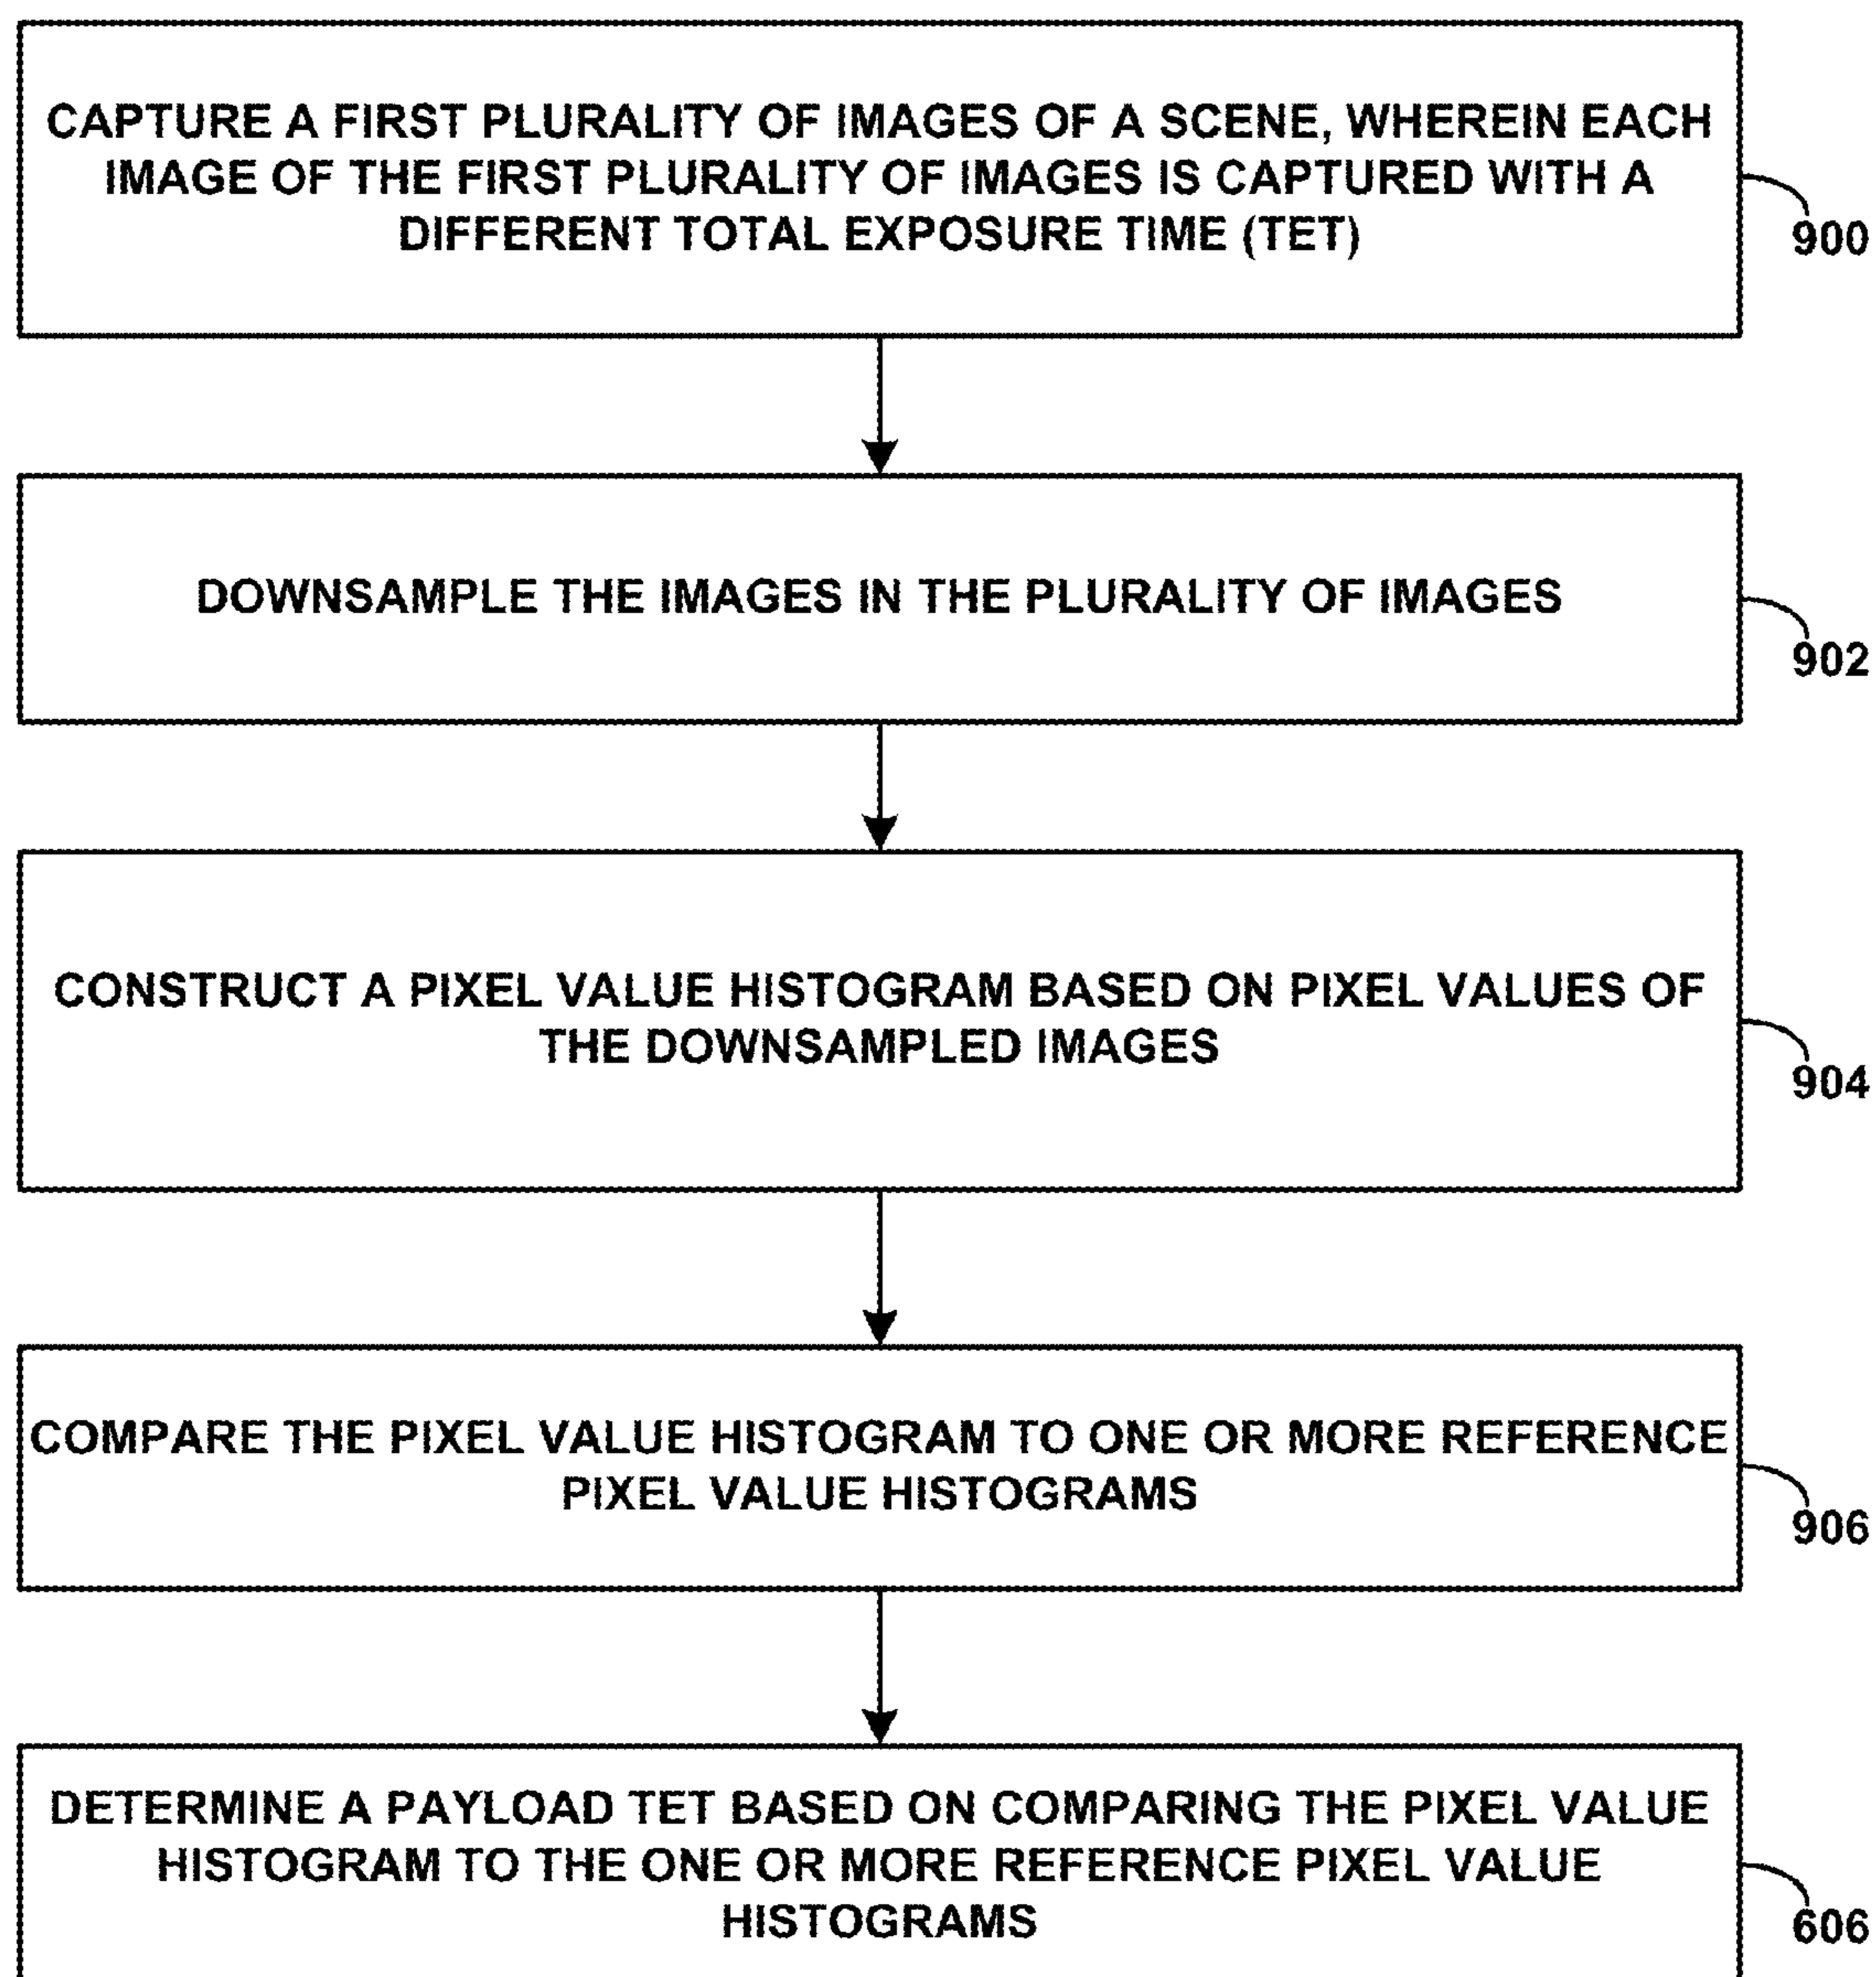 CAPTURE A FIRST PLURALITY OF IMAGES OF A SCENE, WHEREIN EACH
IMAGE OF THE FIRST PLURALITY OF IMAGES IS CAPTURED WITH A
DIFFERENT TOTAL EXPOSURE TIME (TET)
900
DOWNSAMPLE THE IMAGES IN THE PLURALITY OF IMAGES
902
CONSTRUCT A PIXEL VALUE HISTOGRAM BASED ON PIXEL VALUES OF
THE DOWNSAMPLED IMAGES
904
COMPARE THE PIXEL VALUE HISTOGRAM TO ONE OR MORE REFERENCE
PIXEL VALUE HISTOGRAMS
906
DETERMINE A PAYLOAD TET BASED ON COMPARING THE PIXEL VALUE
HISTOGRAM TO THE ONE OR MORE REFERENCE PIXEL VALUE
HISTOGRAMS
606